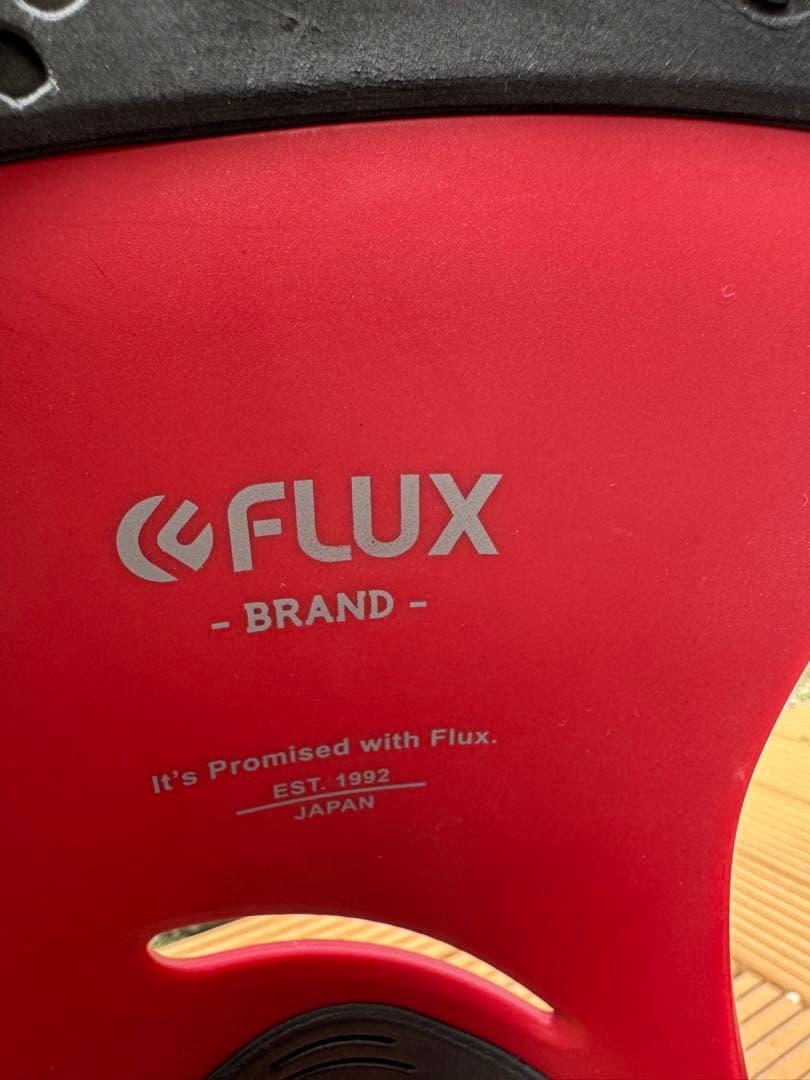 FLUX
- BRAND -
It's Promised with Flux.
EST. 1992
JAPAN